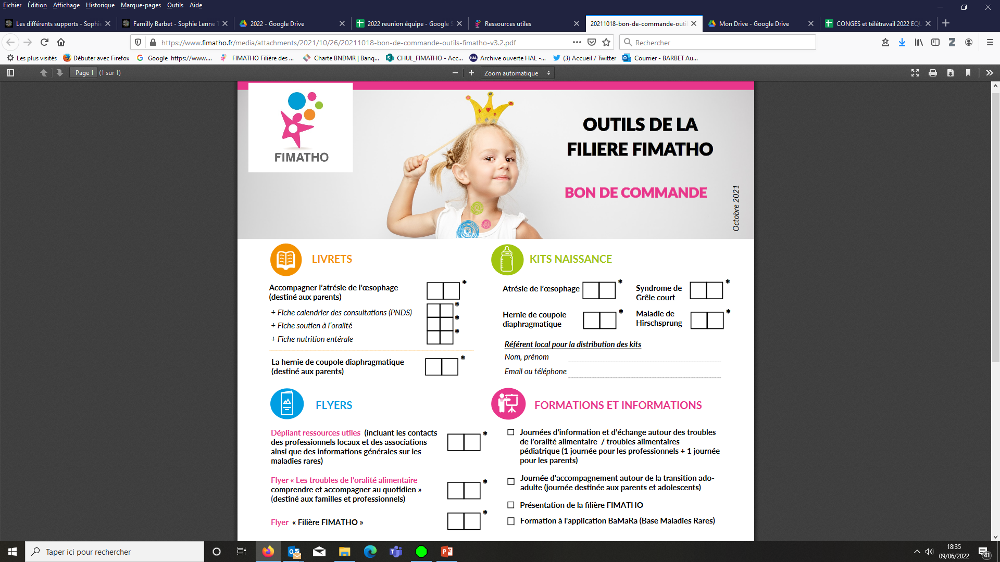 Fichier Édition Affichage Historique Marque-pages Outils Aide
Les différents supports - Sophie
Familly Barbet - Sophie Lenne T
2022 - Google Drive
2022 reunion équipe - Google S
Ressources utiles
20211018-bon-de-commande-outil
Mon Drive - Google Drive
CONGES et télétravail 2022 EQU
https://www.fimatho.fr/media/attachments/2021/10/26/20211018-bon-de-commande-outils-fimatho-v3.2.pdf
Rechercher
Les plus visités Débuter avec Firefox Google https://www.... FIMATHO Filière des ... Charte BNDMR | Banq... CHUL_FIMATHO - Acc... Archive ouverte HAL -... (3) Accueil / Twitter Courrier - BARBET Au...
Page 1 (1 sur 1) Zoom automatique
FIMATHO
OUTILS DE LA
FILIERE FIMATHO
BON DE COMMANDE
Octobre 2021
LIVRETS
Accompagner l'atrésie de l'œsophage
(destiné aux parents)
*
+ Fiche calendrier des consultations (PNDS)
*
+ Fiche soutien à l'oralité
*
+ Fiche nutrition entérale
*
La hernie de coupole diaphragmatique
(destiné aux parents)
*
KITS NAISSANCE
Atrésie de l'œsophage
*
Syndrome de
Grêle court
*
Hernie de coupole
diaphragmatique
*
Maladie de
Hirschsprung
*
Référent local pour la distribution des kits
Nom, prénom
Email ou téléphone
FLYERS
Dépliant ressources utiles (incluant les contacts
des professionnels locaux et des associations
ainsi que des informations générales sur les
maladies rares)
*
Flyer « Les troubles de l'oralité alimentaire
comprendre et accompagner au quotidien »
(destiné aux familles et professionnels)
*
Flyer « Filière FIMATHO »
*
FORMATIONS ET INFORMATIONS
Journées d'information et d'échange autour des troubles
de l'oralité alimentaire / troubles alimentaires
pédiatrique (1 journée pour les professionnels + 1 journée
pour les parents)
Journée d'accompagnement autour de la transition ado-
adulte (journée destinée aux parents et adolescents)
Présentation de la filière FIMATHO
Formation à l'application BaMaRa (Base Maladies Rares)
Taper ici pour rechercher
18:35
09/06/2022
41